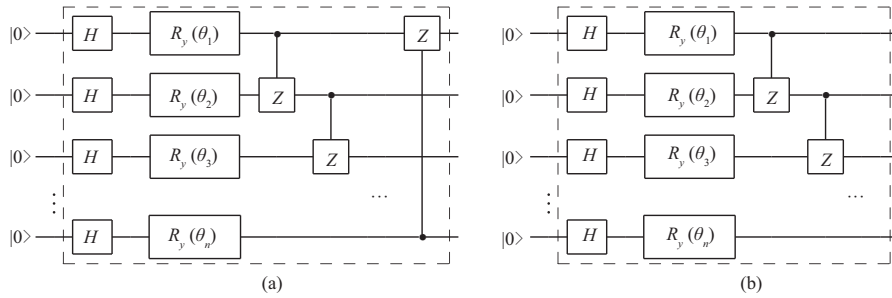 |0> H R_y (θ_1) Z |0> H R_y (θ_1)
|0> H R_y (θ_2) Z |0> H R_y (θ_2) Z
|0> H R_y (θ_3) Z |0> H R_y (θ_3) Z
⋮ ... ⋮ ...
|0> H R_y (θ_n) |0> H R_y (θ_n)
(a) (b)